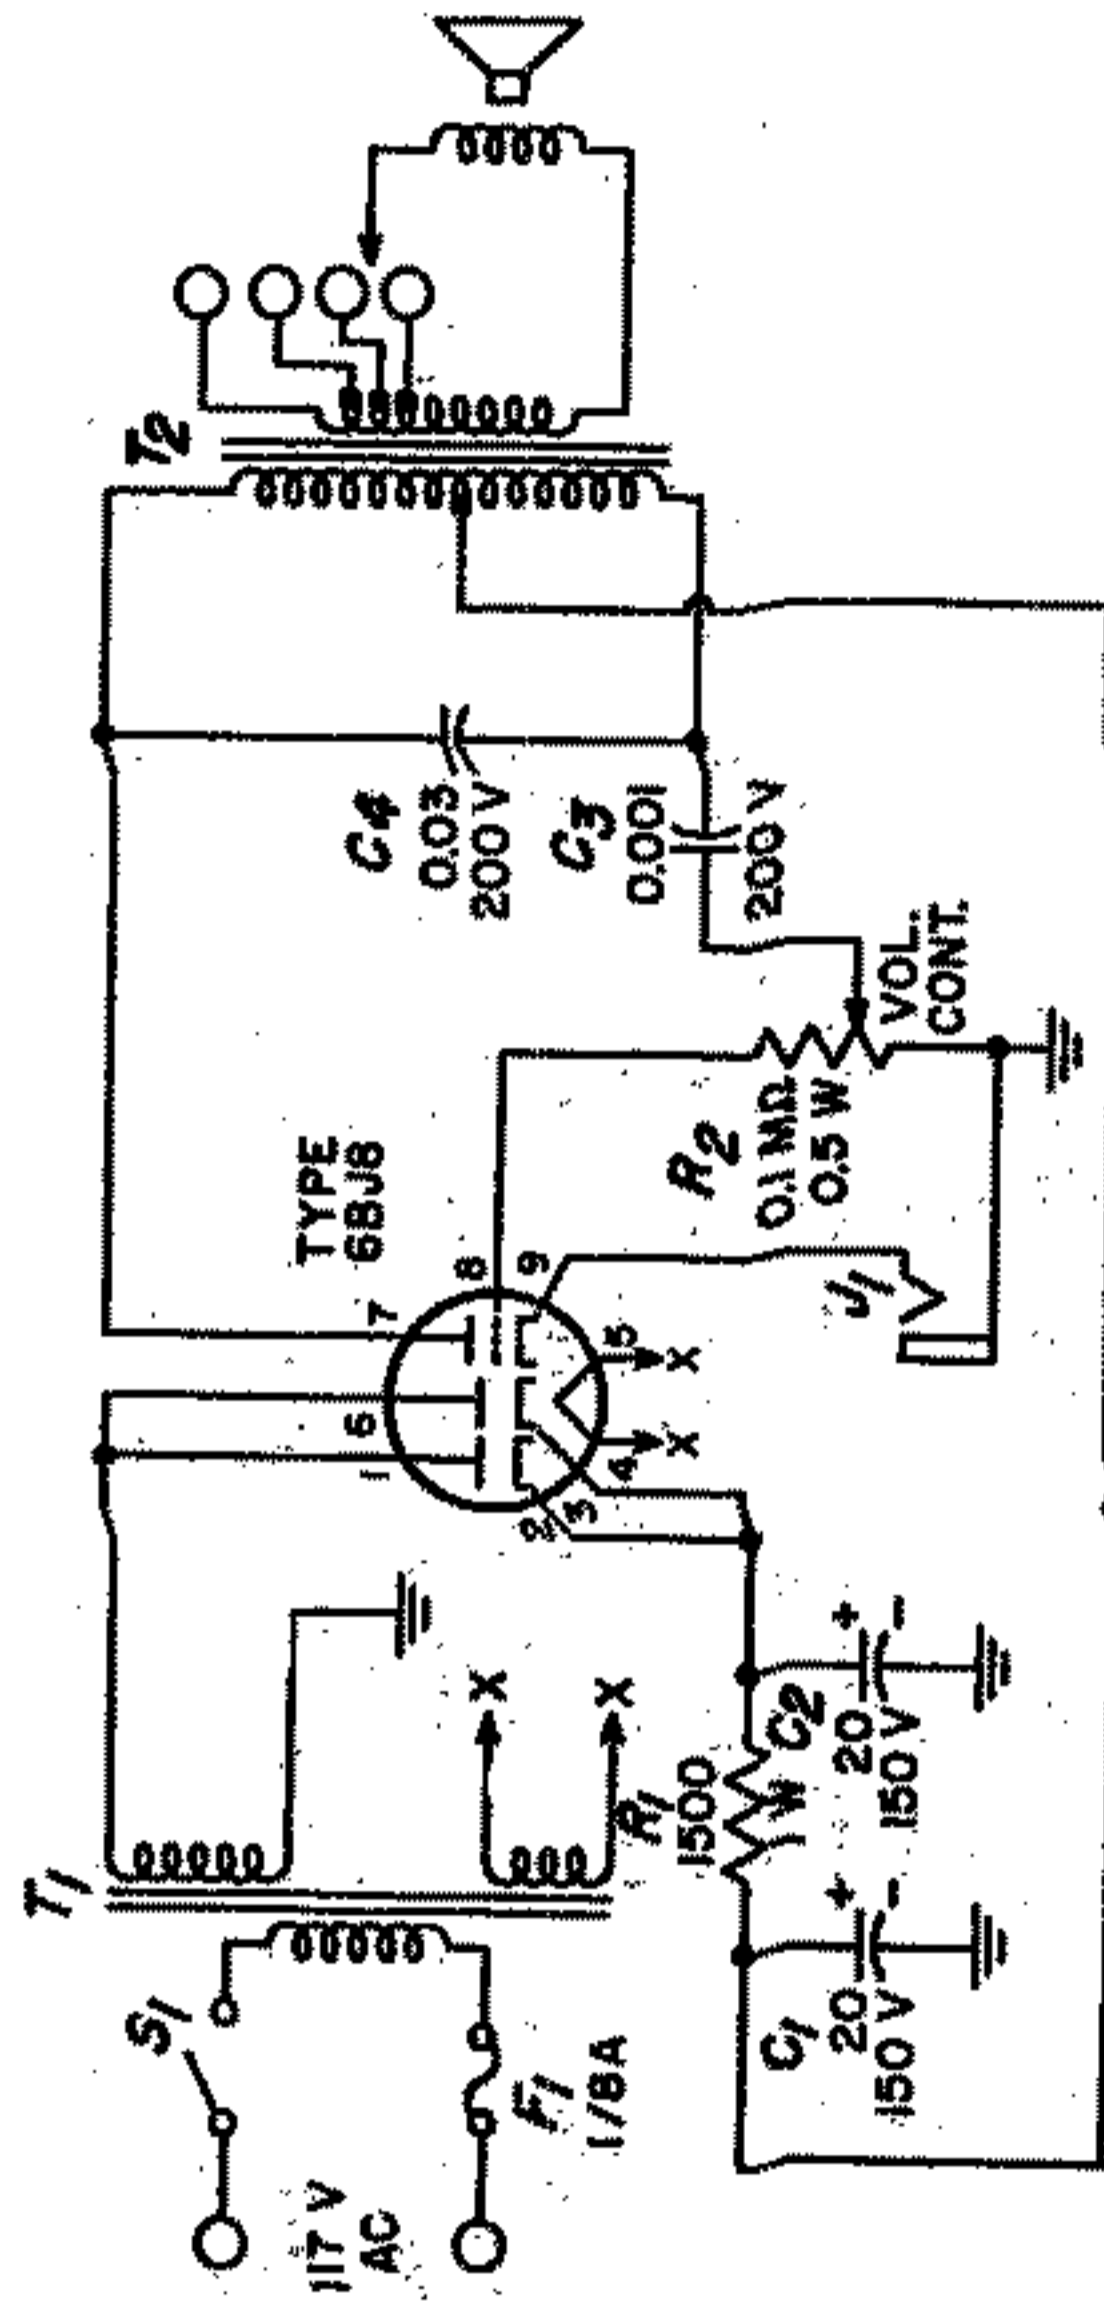 117 V
AC
S1
F1
1/8A
T1
X
X
C1
20
150 V
+
-
R1
1500
1 W
C2
20
150 V
+
-
1
6
7
8
9
2
3
4
5
X
X
TYPE
6BJ8
J1
R2
0.1 MΩ
0.5 W
VOL.
CONT.
C4
0.03
200 V
C3
0.001
200 V
T2